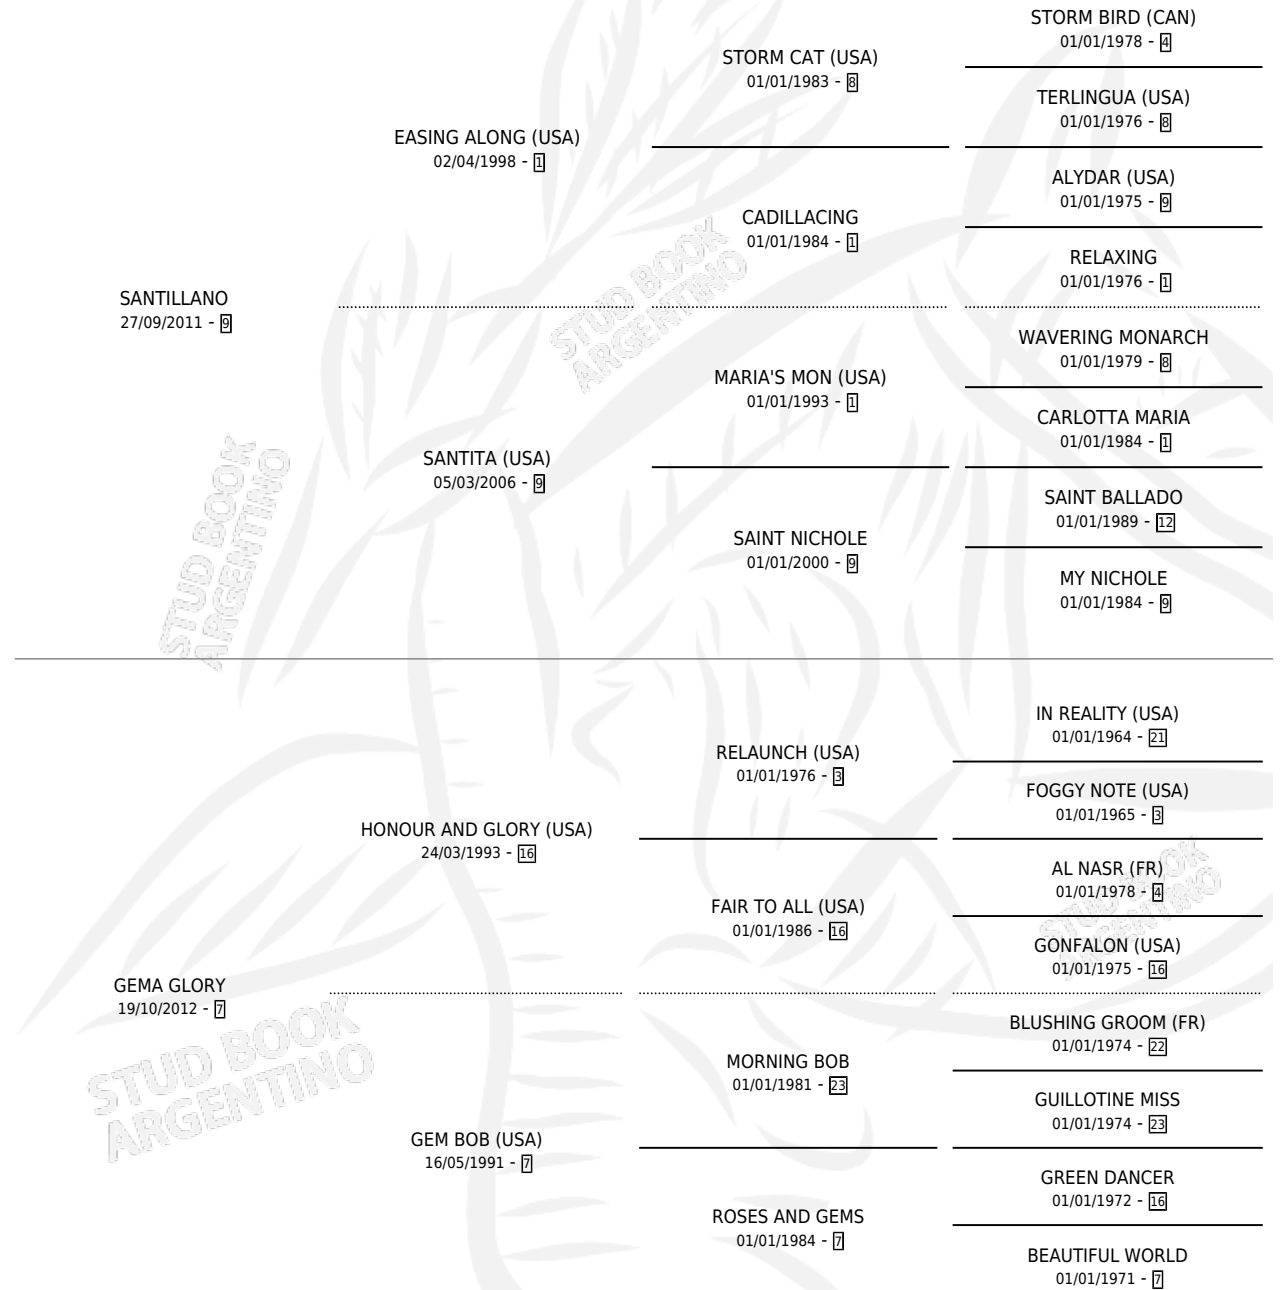 STORM BIRD (CAN)
01/01/1978 - 4
STORM CAT (USA)
01/01/1983 - 8
TERLINGUA (USA)
01/01/1976 - 8
EASING ALONG (USA)
02/04/1998 - 1
ALYDAR (USA)
01/01/1975 - 9
CADILLACING
01/01/1984 - 1
RELAXING
01/01/1976 - 1
SANTILLANO
27/09/2011 - 9
WAVERING MONARCH
01/01/1979 - 8
MARIA'S MON (USA)
01/01/1993 - 1
CARLOTTA MARIA
01/01/1984 - 1
SANTITA (USA)
05/03/2006 - 9
SAINT BALLADO
01/01/1989 - 12
SAINT NICHOLE
01/01/2000 - 9
MY NICHOLE
01/01/1984 - 9
STUD BOOK
ARGENTINO
STUD BOOK
ARGENTINO
IN REALITY (USA)
01/01/1964 - 21
RELAUNCH (USA)
01/01/1976 - 3
FOGGY NOTE (USA)
01/01/1965 - 3
HONOUR AND GLORY (USA)
24/03/1993 - 16
AL NASR (FR)
01/01/1978 - 4
FAIR TO ALL (USA)
01/01/1986 - 16
GONFALON (USA)
01/01/1975 - 16
GEMA GLORY
19/10/2012 - 7
BLUSHING GROOM (FR)
01/01/1974 - 22
MORNING BOB
01/01/1981 - 23
GUILLOTINE MISS
01/01/1974 - 23
GEM BOB (USA)
16/05/1991 - 7
GREEN DANCER
01/01/1972 - 16
ROSES AND GEMS
01/01/1984 - 7
BEAUTIFUL WORLD
01/01/1971 - 7
STUD BOOK
ARGENTINO
STUD BOOK
ARGENTINO